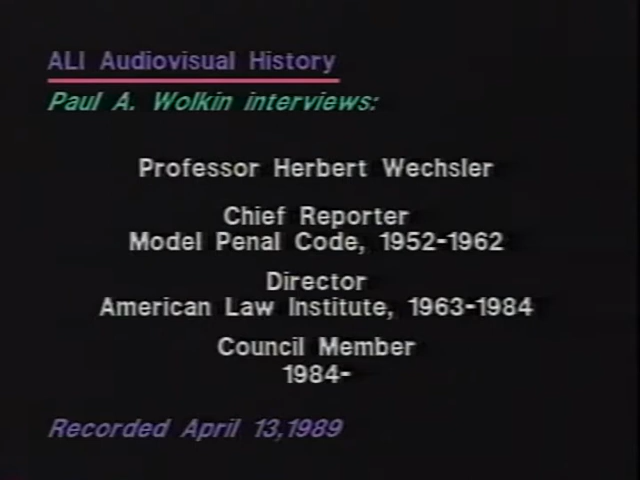 ALI Audiovisual History
Paul A. Wolkin interviews:
Professor Herbert Wechsler
Chief Reporter
Model Penal Code, 1952-1962
Director
American Law Institute, 1963-1984
Council Member
1984-
Recorded April 13,1989